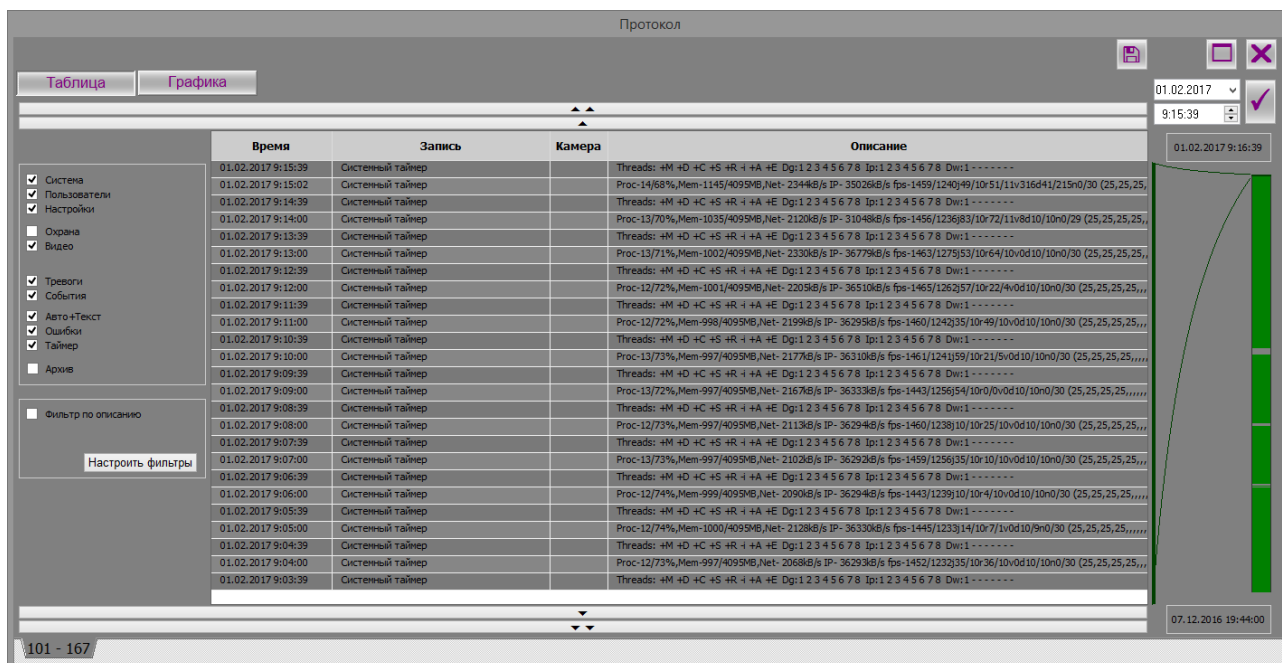 Протокол
Таблица
Графика
01.02.2017
9:15:39
01.02.2017 9:16:39
Время Запись Камера Описание
01.02.2017 9:15:39 Системный таймер Threads: +M +D +C +S +R -i +A +E Dg:1 2 3 4 5 6 7 8 Ip:1 2 3 4 5 6 7 8 Dw:1 - - - - - - -
01.02.2017 9:15:02 Системный таймер Proc-14/68%,Mem-1145/4095MB,Net- 2344kB/s IP- 35026kB/s fps-1459/1240j49/10r51/11v316d41/215n0/30 (25,25,25,
01.02.2017 9:14:39 Системный таймер Threads: +M +D +C +S +R -i +A +E Dg:1 2 3 4 5 6 7 8 Ip:1 2 3 4 5 6 7 8 Dw:1 - - - - - - -
01.02.2017 9:14:00 Системный таймер Proc-13/70%,Mem-1035/4095MB,Net- 2120kB/s IP- 31048kB/s fps-1456/1236j83/10r72/11v8d10/10n0/29 (25,25,25,25,,
01.02.2017 9:13:39 Системный таймер Threads: +M +D +C +S +R -i +A +E Dg:1 2 3 4 5 6 7 8 Ip:1 2 3 4 5 6 7 8 Dw:1 - - - - - - -
01.02.2017 9:13:00 Системный таймер Proc-13/71%,Mem-1002/4095MB,Net- 2330kB/s IP- 36779kB/s fps-1463/1275j53/10r64/10v0d10/10n0/30 (25,25,25,25,,
01.02.2017 9:12:39 Системный таймер Threads: +M +D +C +S +R -i +A +E Dg:1 2 3 4 5 6 7 8 Ip:1 2 3 4 5 6 7 8 Dw:1 - - - - - - -
01.02.2017 9:12:00 Системный таймер Proc-12/72%,Mem-1001/4095MB,Net- 2205kB/s IP- 36510kB/s fps-1465/1262j57/10r22/4v0d10/10n0/30 (25,25,25,25,,,
01.02.2017 9:11:39 Системный таймер Threads: +M +D +C +S +R -i +A +E Dg:1 2 3 4 5 6 7 8 Ip:1 2 3 4 5 6 7 8 Dw:1 - - - - - - -
01.02.2017 9:11:00 Системный таймер Proc-12/72%,Mem-998/4095MB,Net- 2199kB/s IP- 36295kB/s fps-1460/1242j35/10r49/10v0d10/10n0/30 (25,25,25,25,,,
01.02.2017 9:10:39 Системный таймер Threads: +M +D +C +S +R -i +A +E Dg:1 2 3 4 5 6 7 8 Ip:1 2 3 4 5 6 7 8 Dw:1 - - - - - - -
01.02.2017 9:10:00 Системный таймер Proc-13/73%,Mem-997/4095MB,Net- 2177kB/s IP- 36310kB/s fps-1461/1241j59/10r21/5v0d10/10n0/30 (25,25,25,25,,,,,
01.02.2017 9:09:39 Системный таймер Threads: +M +D +C +S +R -i +A +E Dg:1 2 3 4 5 6 7 8 Ip:1 2 3 4 5 6 7 8 Dw:1 - - - - - - -
01.02.2017 9:09:00 Системный таймер Proc-13/72%,Mem-997/4095MB,Net- 2167kB/s IP- 36333kB/s fps-1443/1256j54/10r0/0v0d10/10n0/30 (25,25,25,25,,,,,,
01.02.2017 9:08:39 Системный таймер Threads: +M +D +C +S +R -i +A +E Dg:1 2 3 4 5 6 7 8 Ip:1 2 3 4 5 6 7 8 Dw:1 - - - - - - -
01.02.2017 9:08:00 Системный таймер Proc-12/73%,Mem-997/4095MB,Net- 2113kB/s IP- 36294kB/s fps-1460/1238j10/10r25/10v0d10/10n0/30 (25,25,25,25,,,
01.02.2017 9:07:39 Системный таймер Threads: +M +D +C +S +R -i +A +E Dg:1 2 3 4 5 6 7 8 Ip:1 2 3 4 5 6 7 8 Dw:1 - - - - - - -
01.02.2017 9:07:00 Системный таймер Proc-13/73%,Mem-997/4095MB,Net- 2102kB/s IP- 36292kB/s fps-1459/1256j35/10r10/10v0d10/10n0/30 (25,25,25,25,,,
01.02.2017 9:06:39 Системный таймер Threads: +M +D +C +S +R -i +A +E Dg:1 2 3 4 5 6 7 8 Ip:1 2 3 4 5 6 7 8 Dw:1 - - - - - - -
01.02.2017 9:06:00 Системный таймер Proc-12/74%,Mem-999/4095MB,Net- 2090kB/s IP- 36294kB/s fps-1443/1239j10/10r4/10v0d10/10n0/30 (25,25,25,25,,,,,
01.02.2017 9:05:39 Системный таймер Threads: +M +D +C +S +R -i +A +E Dg:1 2 3 4 5 6 7 8 Ip:1 2 3 4 5 6 7 8 Dw:1 - - - - - - -
01.02.2017 9:05:00 Системный таймер Proc-12/74%,Mem-1000/4095MB,Net- 2128kB/s IP- 36330kB/s fps-1445/1233j14/10r7/1v0d10/9n0/30 (25,25,25,25,,,,,,
01.02.2017 9:04:39 Системный таймер Threads: +M +D +C +S +R -i +A +E Dg:1 2 3 4 5 6 7 8 Ip:1 2 3 4 5 6 7 8 Dw:1 - - - - - - -
01.02.2017 9:04:00 Системный таймер Proc-12/73%,Mem-997/4095MB,Net- 2068kB/s IP- 36293kB/s fps-1452/1232j35/10r36/10v0d10/10n0/30 (25,25,25,25,,,
01.02.2017 9:03:39 Системный таймер Threads: +M +D +C +S +R -i +A +E Dg:1 2 3 4 5 6 7 8 Ip:1 2 3 4 5 6 7 8 Dw:1 - - - - - - -
Система
Пользователи
Настройки
Охрана
Видео
Тревоги
События
Авто+Текст
Ошибки
Таймер
Архив
Фильтр по описанию
Настроить фильтры
07.12.2016 19:44:00
101 - 167